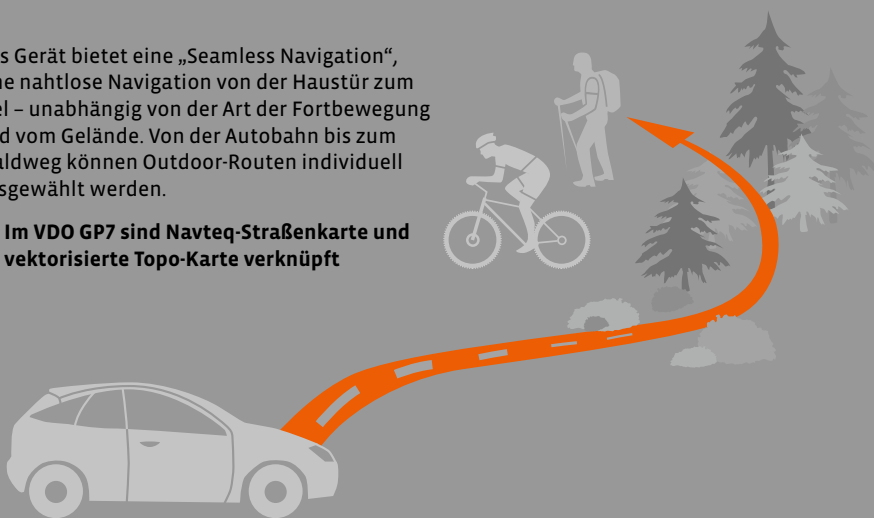 s Gerät bietet eine „Seamless Navigation“,
ne nahtlose Navigation von der Haustür zum
el – unabhängig von der Art der Fortbewegung
d vom Gelände. Von der Autobahn bis zum
aldweg können Outdoor-Routen individuell
sgewählt werden.
Im VDO GP7 sind Navteq-Straßenkarte und
vektorisierte Topo-Karte verknüpft